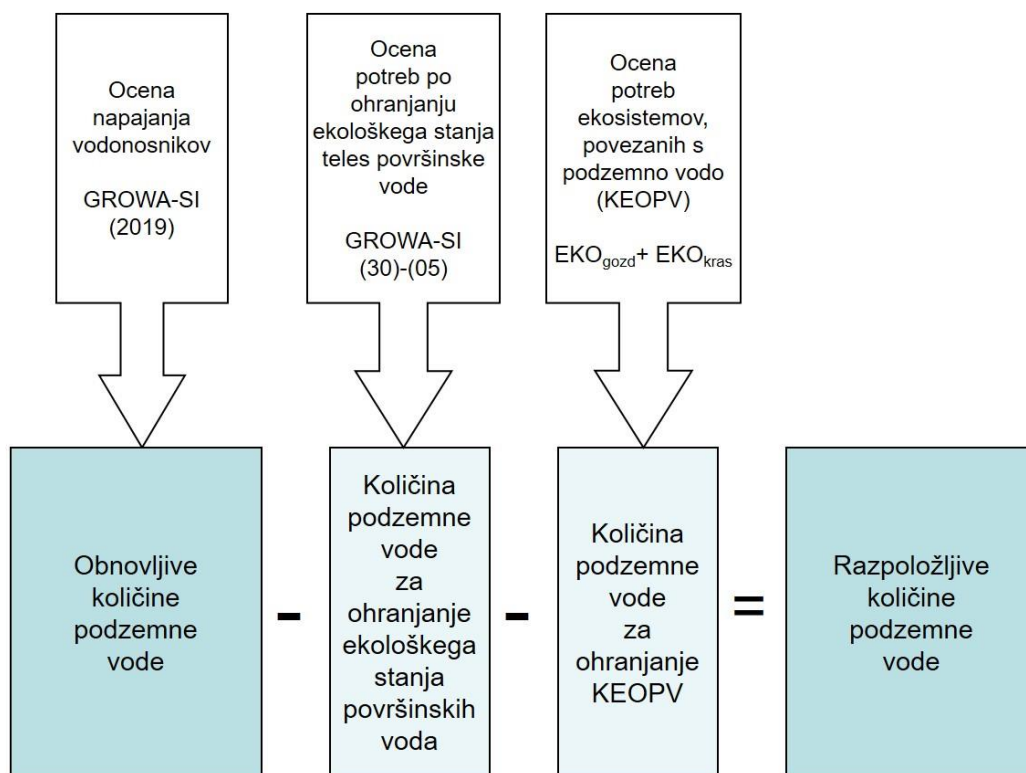 Ocena
napajanja
vodonosnikov
GROWA-SI
(2019)
Ocena
potreb po
ohranjanju
ekološkega stanja
teles površinske
vode
GROWA-SI
(30)-(05)
Ocena
potreb
ekosistemov,
povezanih s
podzemno vodo
(KEOPV)
EKOgozd+ EKOkras
Obnovljive
količine
podzemne
vode
-
Količina
podzemne
vode
za
ohranjanje
ekološkega
stanja
površinskih
voda
-
Količina
podzemne
vode
za
ohranjanje
KEOPV
=
Razpoložljive
količine
podzemne
vode